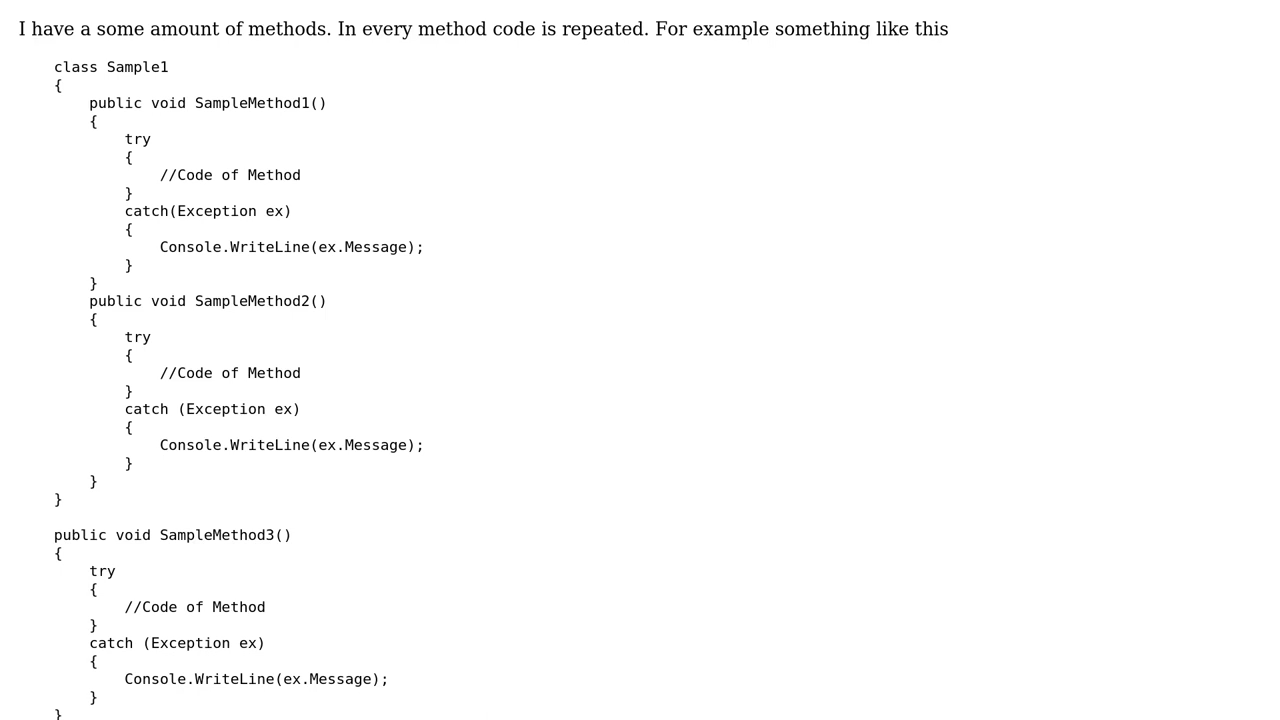 I have a some amount of methods. In every method code is repeated. For example something like this
class Sample1
{
    public void SampleMethod1()
    {
        try
        {
            //Code of Method
        }
        catch(Exception ex)
        {
            Console.WriteLine(ex.Message);
        }
    }
    public void SampleMethod2()
    {
        try
        {
            //Code of Method
        }
        catch (Exception ex)
        {
            Console.WriteLine(ex.Message);
        }
    }
}

public void SampleMethod3()
{
    try
    {
        //Code of Method
    }
    catch (Exception ex)
    {
        Console.WriteLine(ex.Message);
    }
}